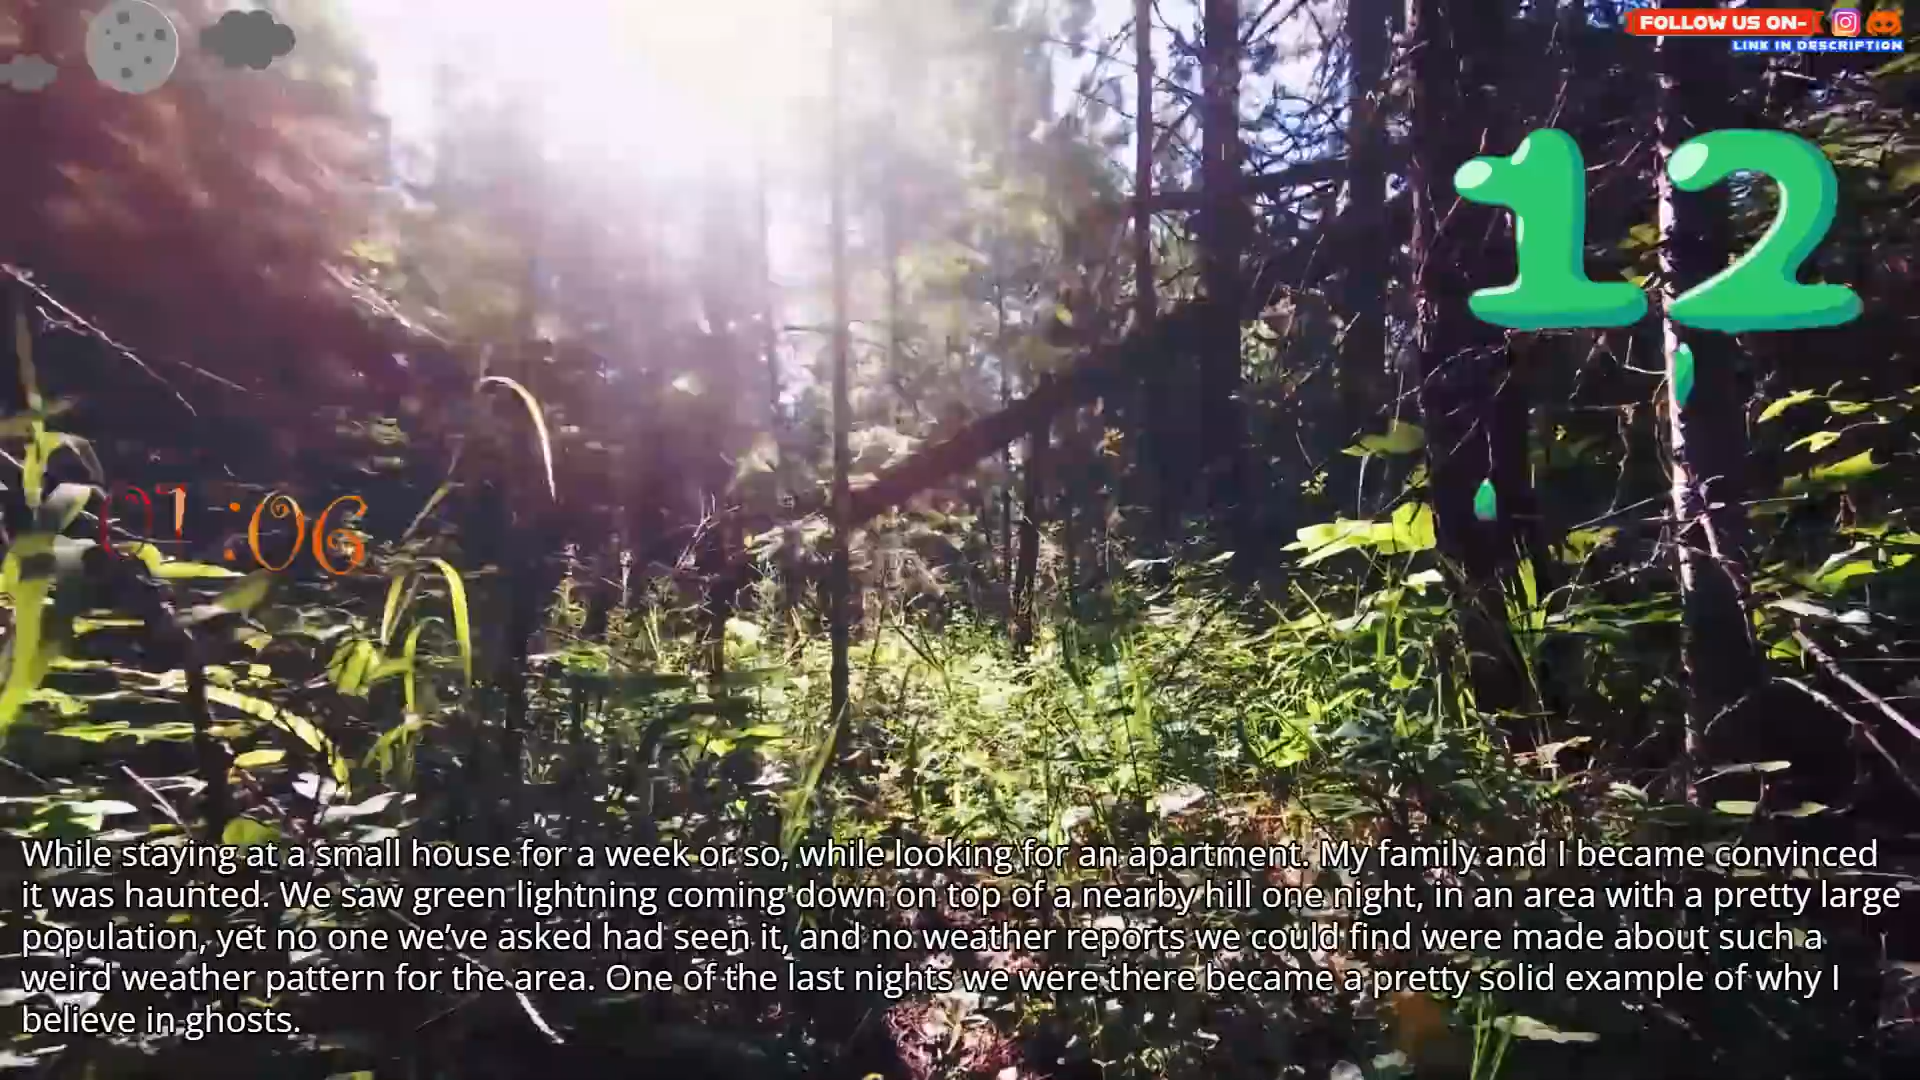 FOLLOW US ON-
LINK IN DESCRIPTION
12
01:06
While staying at a small house for a week or so, while looking for an apartment. My family and I became convinced
it was haunted. We saw green lightning coming down on top of a nearby hill one night, in an area with a pretty large
population, yet no one we’ve asked had seen it, and no weather reports we could find were made about such a
weird weather pattern for the area. One of the last nights we were there became a pretty solid example of why I
believe in ghosts.